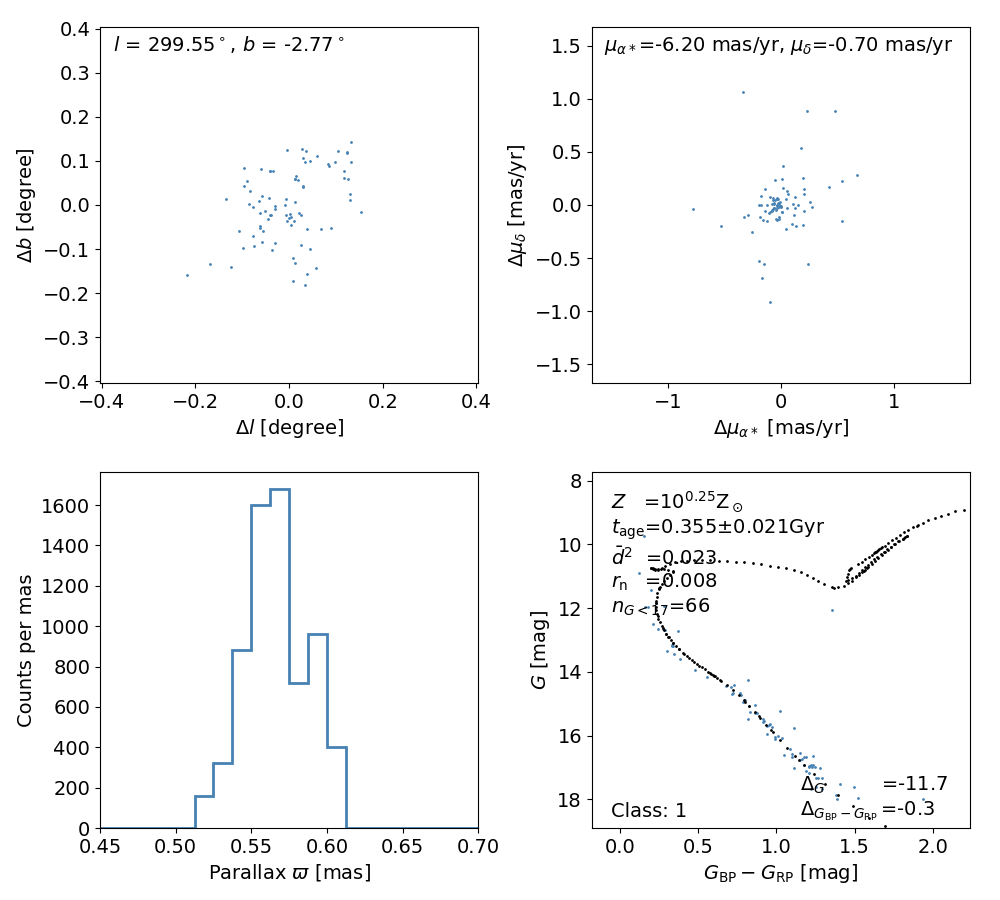 l = 299.55°, b = -2.77°
0.4
0.3
0.2
0.1
0.0
−0.1
−0.2
−0.3
−0.4
Δb [degree]
−0.4 −0.2 0.0 0.2 0.4
Δl [degree]
μα*=-6.20 mas/yr, μδ=-0.70 mas/yr
1.5
1.0
0.5
0.0
−0.5
−1.0
−1.5
Δμδ [mas/yr]
−1 0 1
Δμα* [mas/yr]
1600
1400
1200
1000
800
600
400
200
0
Counts per mas
0.45 0.50 0.55 0.60 0.65 0.70
Parallax ϖ [mas]
8
10
12
14
16
18
G [mag]
Z =10^0.25 Z⊙
t_age=0.355±0.021Gyr
d̄² =0.023
r_n =0.008
n_G<17=66
Δ_G =-11.7
Δ_GBP−GRP=-0.3
Class: 1
0.0 0.5 1.0 1.5 2.0
G_BP − G_RP [mag]